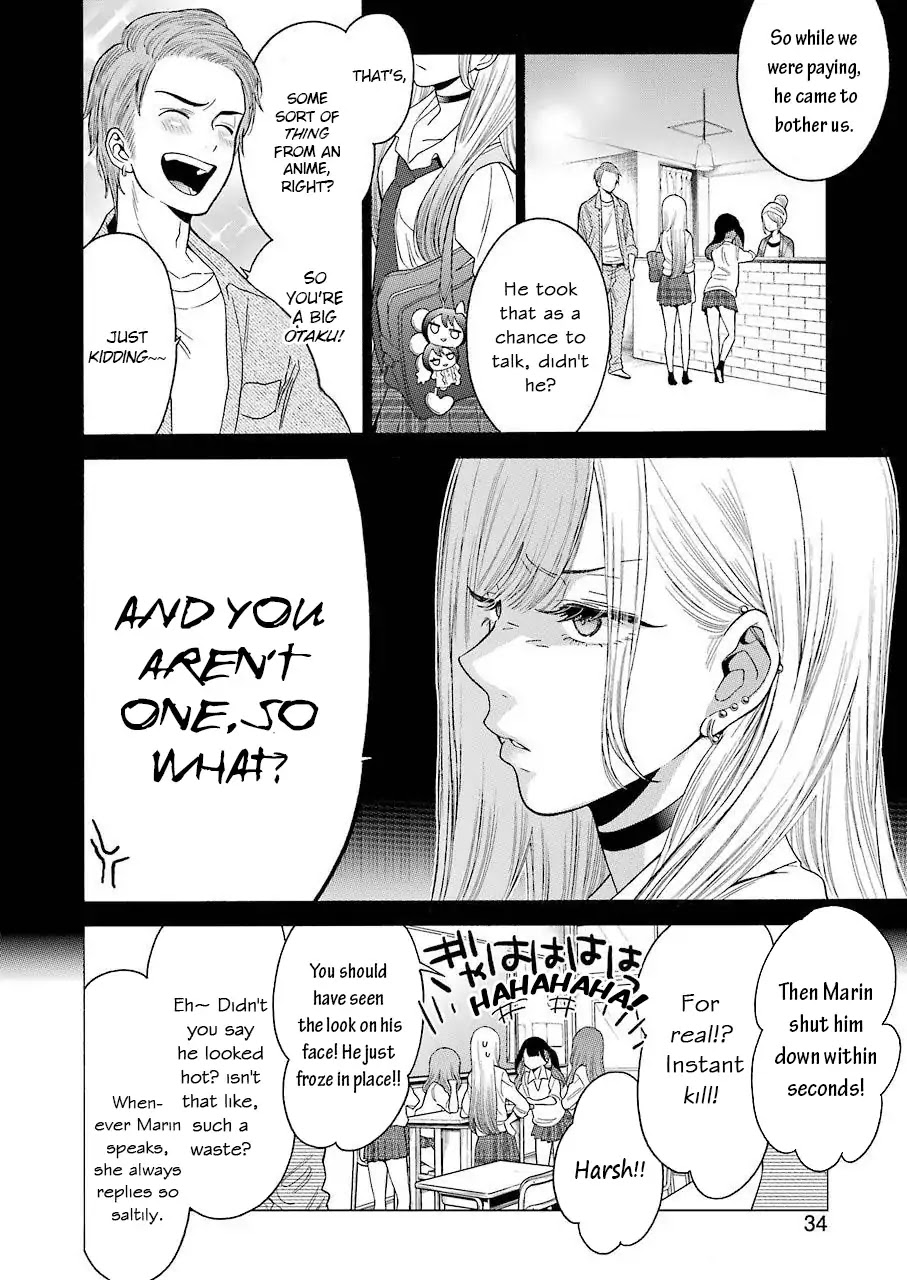 So while we
were paying,
he came to
bother us.
He took
that as a
chance to
talk, didn't
he?
THAT'S,
SOME
SORT OF
THING
FROM AN
ANIME,
RIGHT?
SO
YOU'RE
A BIG
OTAKU!
JUST
KIDDING~~
AND YOU
AREN'T
ONE, SO
WHAT?
Then Marin
shut him
down within
seconds!
For
real!?
Instant
kill!
Harsh!!
ぎゃはははは
HAHAHAHA!
You should
have seen
the look on his
face! He just
froze in place!!
Eh~ Didn't
you say
he looked
hot? isn't
that like,
such a
waste?
When-
ever Marin
speaks,
she always
replies so
saltily.
34